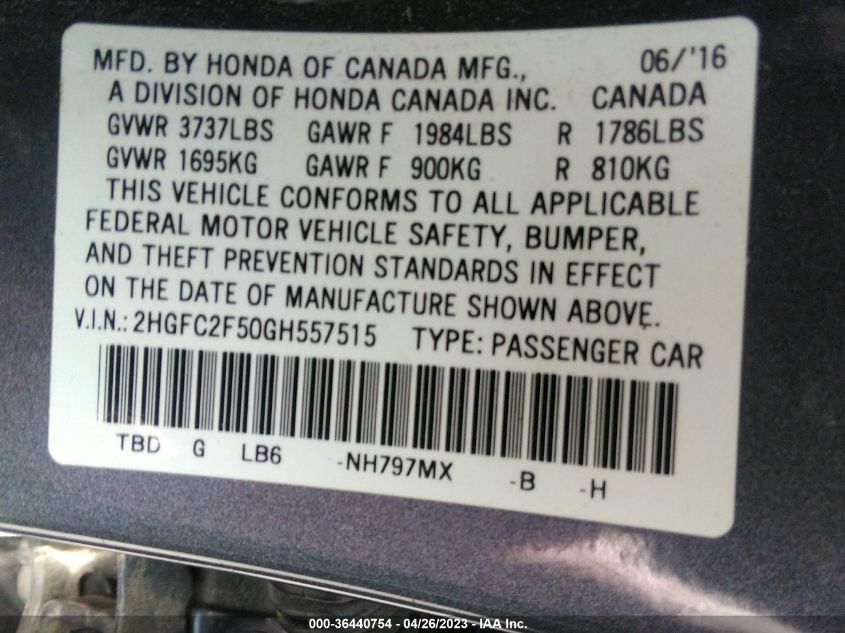 MFD. BY HONDA OF CANADA MFG., 06/'16
A DIVISION OF HONDA CANADA INC. CANADA
GVWR 3737LBS GAWR F 1984LBS R 1786LBS
GVWR 1695KG GAWR F 900KG R 810KG
THIS VEHICLE CONFORMS TO ALL APPLICABLE
FEDERAL MOTOR VEHICLE SAFETY, BUMPER,
AND THEFT PREVENTION STANDARDS IN EFFECT
ON THE DATE OF MANUFACTURE SHOWN ABOVE.
V.I.N.: 2HGFC2F50GH557515 TYPE: PASSENGER CAR
TBD G LB6 -NH797MX -B -H
000-36440754 - 04/26/2023 - IAA Inc.